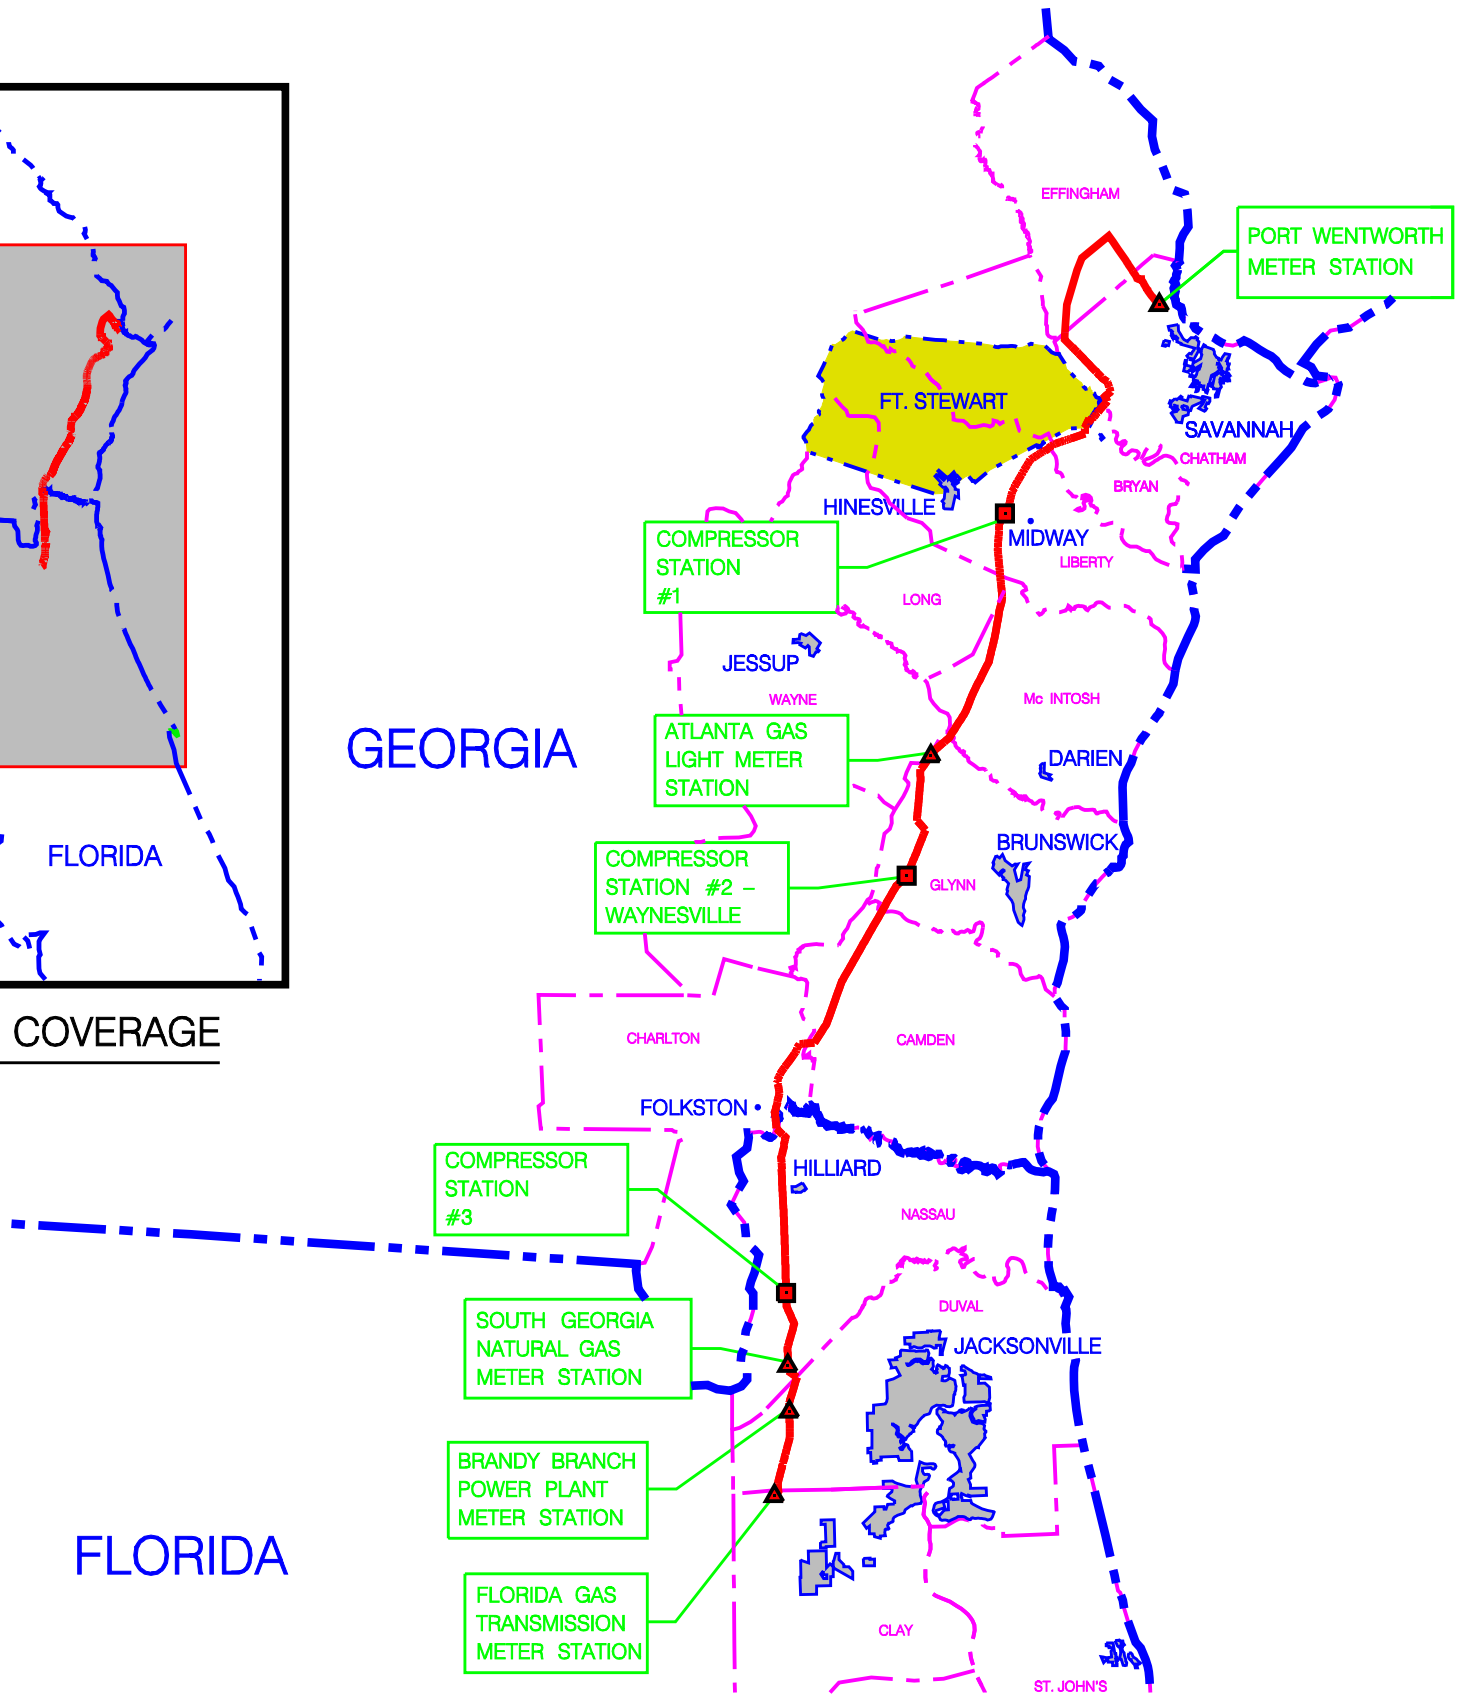 EFFINGHAM
PORT WENTWORTH
METER STATION
FT. STEWART
SAVANNAH
CHATHAM
BRYAN
HINESVILLE
COMPRESSOR
STATION
#1
MIDWAY
LIBERTY
LONG
JESSUP
WAYNE
Mc INTOSH
ATLANTA GAS
LIGHT METER
STATION
GEORGIA
DARIEN
BRUNSWICK
FLORIDA
COMPRESSOR
STATION #2 -
WAYNESVILLE
GLYNN
COVERAGE
CHARLTON
CAMDEN
FOLKSTON
COMPRESSOR
STATION
#3
HILLIARD
NASSAU
DUVAL
SOUTH GEORGIA
NATURAL GAS
METER STATION
JACKSONVILLE
BRANDY BRANCH
POWER PLANT
METER STATION
FLORIDA
FLORIDA GAS
TRANSMISSION
METER STATION
CLAY
ST. JOHN'S